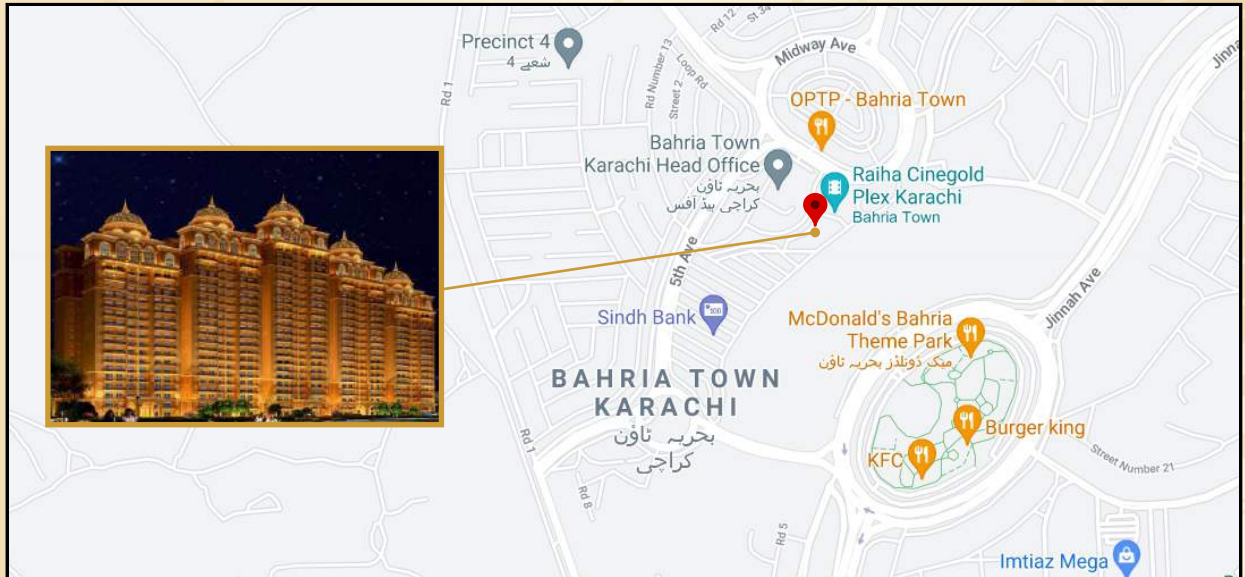 Rd 12
St 34
Precinct 4
شعبے 4
Rd Number 13
Loop Rd
Street 2
Rd 1
Midway Ave
OPTP - Bahria Town
Bahria Town
Karachi Head Office
بحریہ ٹاؤن
کراچی ہیڈ آفس
Raiha Cinegold
Plex Karachi
Bahria Town
5th Ave
Sindh Bank
McDonald's Bahria
Theme Park
میک ڈونلڈز بحریہ ٹاؤن
Jinnah Ave
BAHRIA TOWN
KARACHI
بحریہ ٹاؤن
کراچی
Burger king
KFC
Rd 1
Rd 8
Rd 5
Street Number 21
Imtiaz Mega